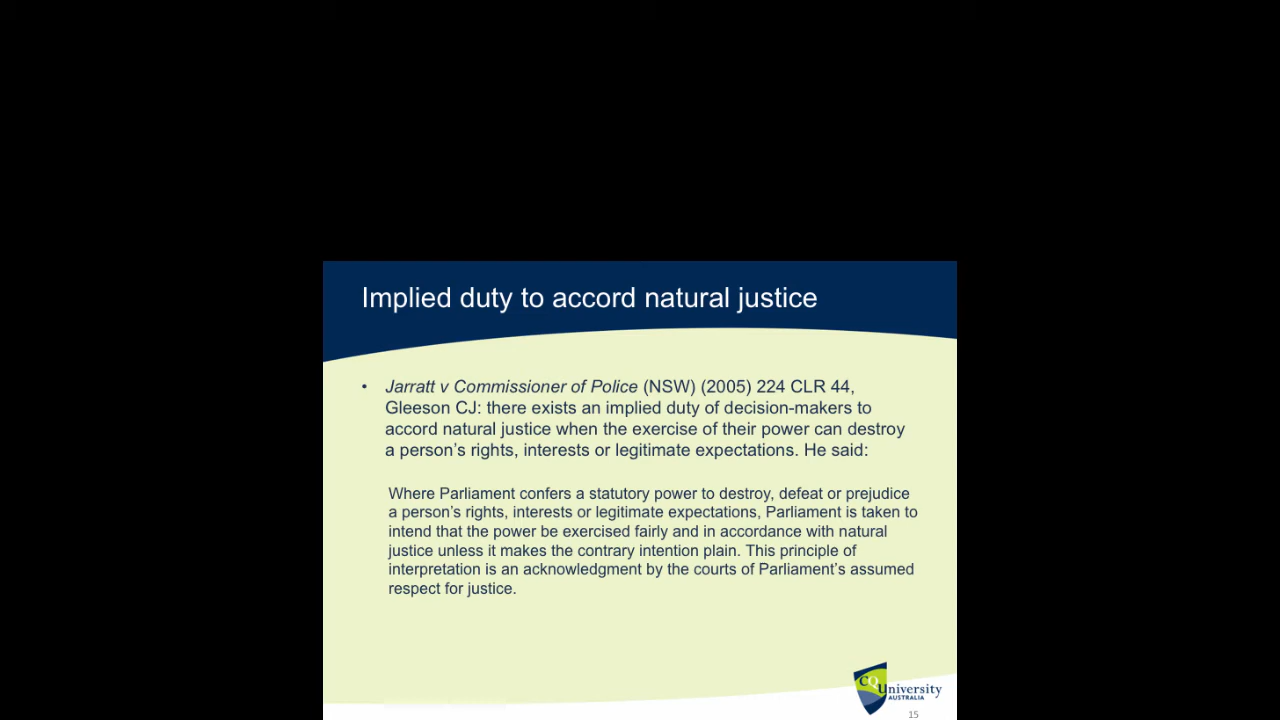 Implied duty to accord natural justice
• Jarratt v Commissioner of Police (NSW) (2005) 224 CLR 44,
Gleeson CJ: there exists an implied duty of decision-makers to
accord natural justice when the exercise of their power can destroy
a person’s rights, interests or legitimate expectations. He said:
Where Parliament confers a statutory power to destroy, defeat or prejudice
a person’s rights, interests or legitimate expectations, Parliament is taken to
intend that the power be exercised fairly and in accordance with natural
justice unless it makes the contrary intention plain. This principle of
interpretation is an acknowledgment by the courts of Parliament’s assumed
respect for justice.
CQUniversity
AUSTRALIA
15